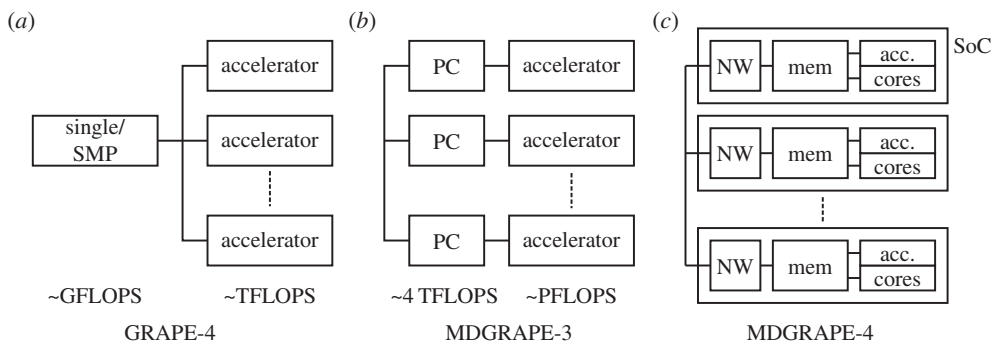 (a)
accelerator
single/
SMP
accelerator
accelerator
~GFLOPS
~TFLOPS
GRAPE-4
(b)
PC
accelerator
PC
accelerator
PC
accelerator
~4 TFLOPS
~PFLOPS
MDGRAPE-3
(c)
SoC
NW
mem
acc.
cores
NW
mem
acc.
cores
NW
mem
acc.
cores
MDGRAPE-4